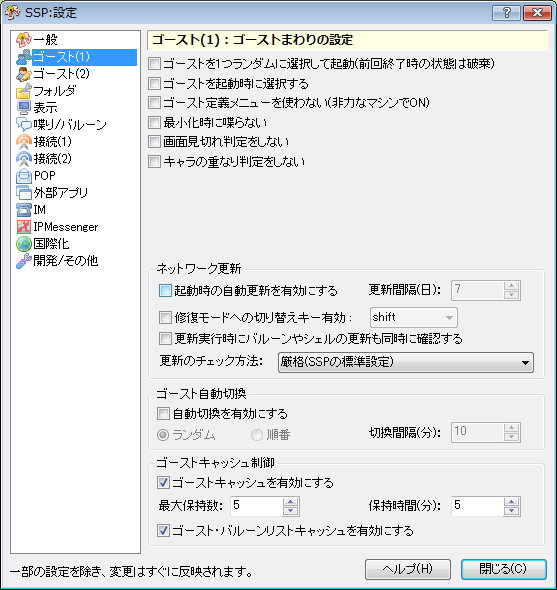 SSP:設定
一般
ゴースト(1)
ゴースト(2)
フォルダ
表示
喋り/バルーン
接続(1)
接続(2)
POP
外部アプリ
IM
IPMessenger
国際化
開発/その他
ゴースト(1) : ゴーストまわりの設定
ゴーストを1つランダムに選択して起動(前回終了時の状態は破棄)
ゴーストを起動時に選択する
ゴースト定義メニューを使わない(非力なマシンでON)
最小化時に喋らない
画面見切れ判定をしない
キャラの重なり判定をしない
ネットワーク更新
起動時の自動更新を有効にする 更新間隔(日): 7
修復モードへの切り替えキー有効: shift
更新実行時にバルーンやシェルの更新も同時に確認する
更新のチェック方法: 厳格(SSPの標準設定)
ゴースト自動切換
自動切換を有効にする
ランダム 順番 切換間隔(分): 10
ゴーストキャッシュ制御
ゴーストキャッシュを有効にする
最大保持数: 5 保持時間(分): 5
ゴースト・バルーンリストキャッシュを有効にする
一部の設定を除き、変更はすぐに反映されます。 ヘルプ(H) 閉じる(C)